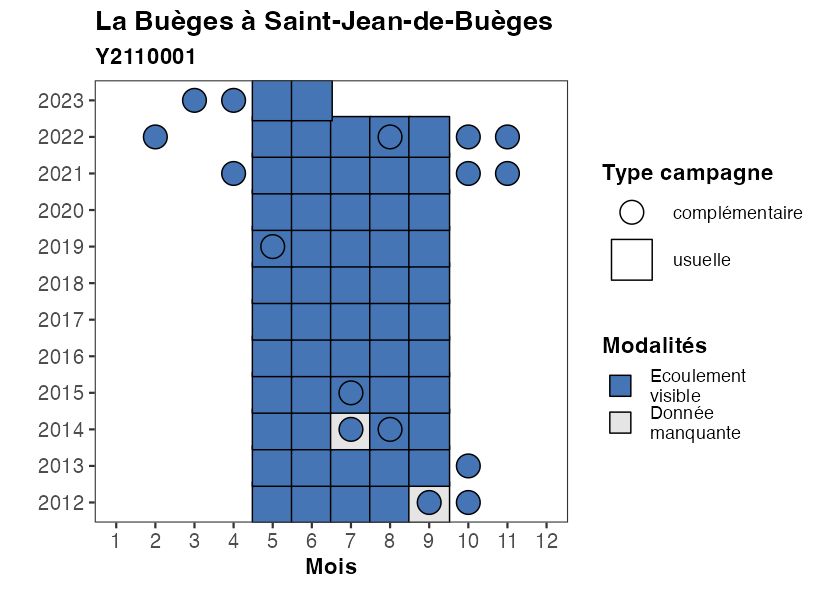 La Buèges à Saint-Jean-de-Buèges
Y2110001
2023
2022
2021
2020
2019
2018
2017
2016
2015
2014
2013
2012
1 2 3 4 5 6 7 8 9 10 11 12
Mois
Type campagne
complémentaire
usuelle
Modalités
Ecoulement
visible
Donnée
manquante